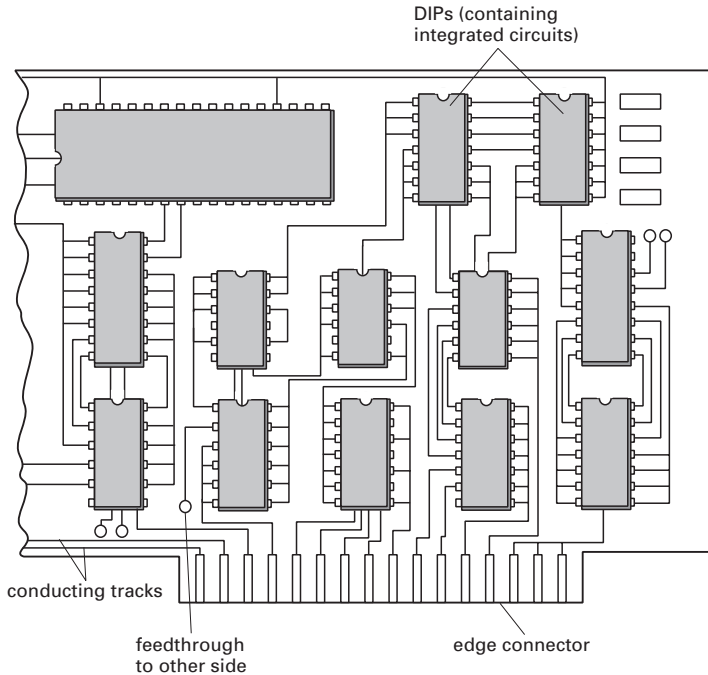 DIPs (containing
integrated circuits)
conducting tracks
feedthrough
to other side
edge connector